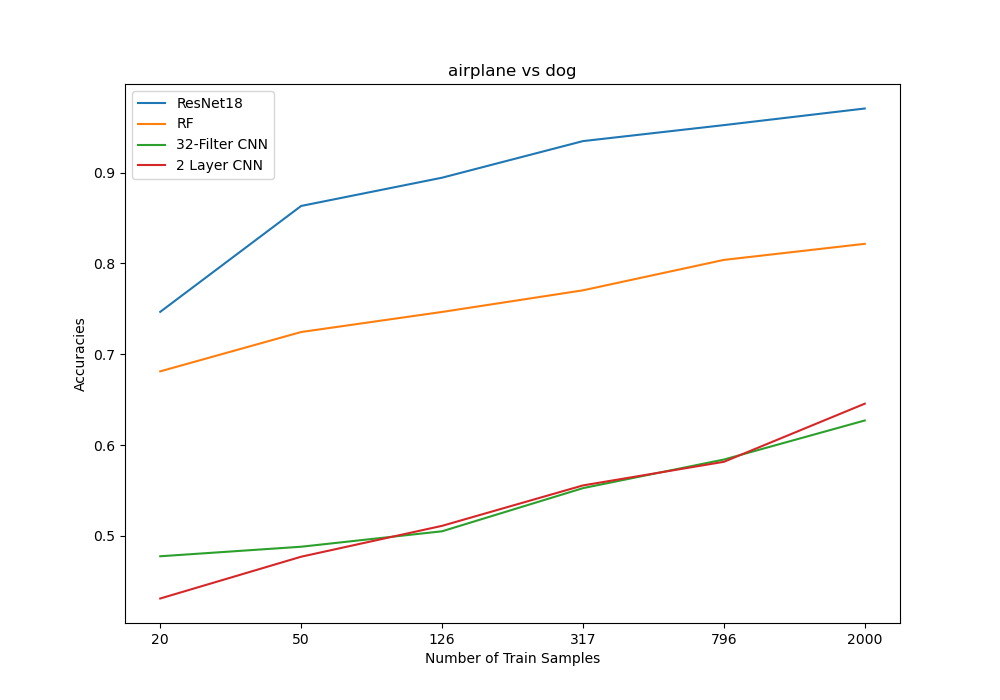 airplane vs dog
ResNet18
RF
32-Filter CNN
2 Layer CNN
0.9
0.8
0.7
0.6
0.5
Accuracies
20 50 126 317 796 2000
Number of Train Samples